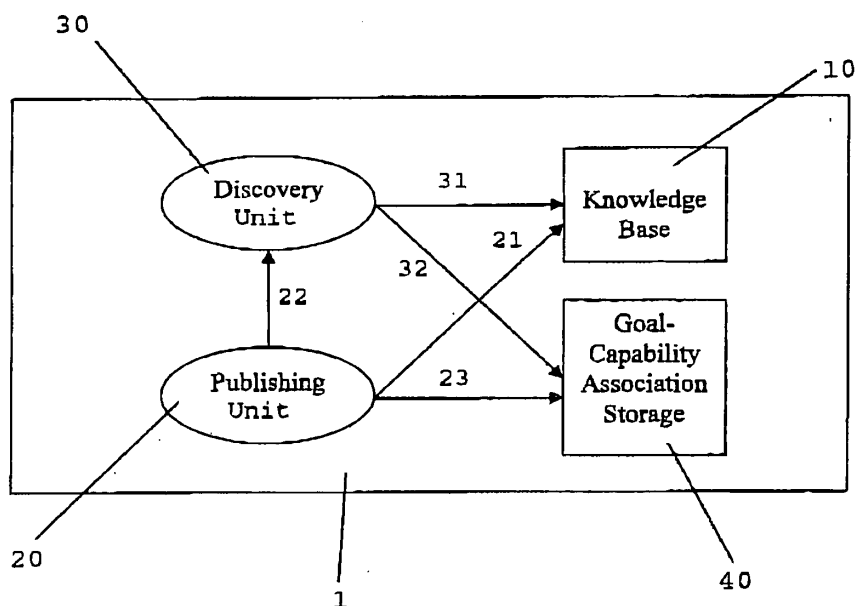 30
10
Discovery
Unit
31
Knowledge
Base
21
32
22
Goal-
Capability
Association
Storage
Publishing
Unit
23
20
1
40